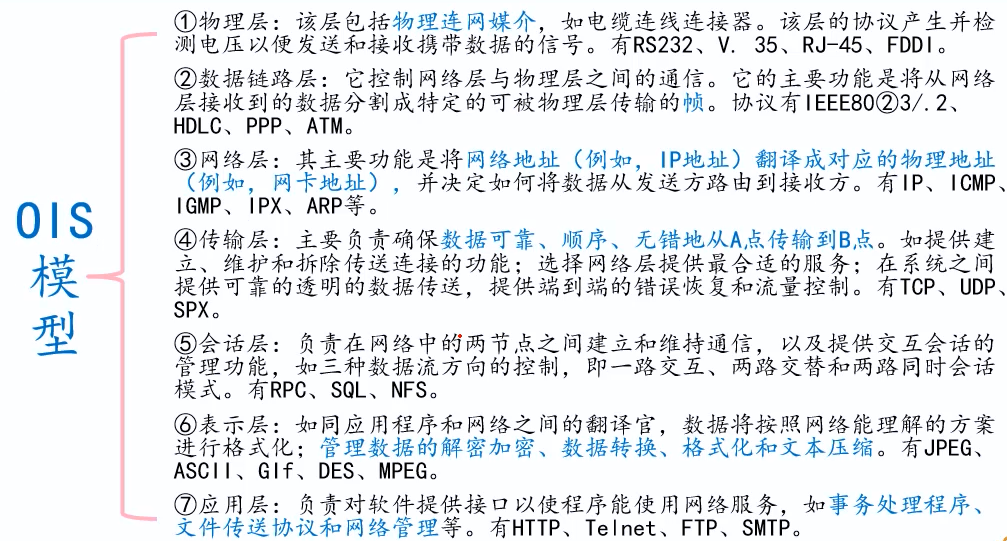 OIS
模
型
①物理层：该层包括物理连网媒介，如电缆连线连接器。该层的协议产生并检
测电压以便发送和接收携带数据的信号。有RS232、V. 35、RJ-45、FDDI。
②数据链路层：它控制网络层与物理层之间的通信。它的主要功能是将从网络
层接收到的数据分割成特定的可被物理层传输的帧。协议有IEEE80②3/.2、
HDLC、PPP、ATM。
③网络层：其主要功能是将网络地址（例如，IP地址）翻译成对应的物理地址
（例如，网卡地址），并决定如何将数据从发送方路由到接收方。有IP、ICMP、
IGMP、IPX、ARP等。
④传输层：主要负责确保数据可靠、顺序、无错地从A点传输到B点。如提供建
立、维护和拆除传送连接的功能；选择网络层提供最合适的服务；在系统之间
提供可靠的透明的数据传送，提供端到端的错误恢复和流量控制。有TCP、UDP、
SPX。
⑤会话层：负责在网络中的两节点之间建立和维持通信，以及提供交互会话的
管理功能，如三种数据流方向的控制，即一路交互、两路交替和两路同时会话
模式。有RPC、SQL、NFS。
⑥表示层：如同应用程序和网络之间的翻译官，数据将按照网络能理解的方案
进行格式化；管理数据的解密加密、数据转换、格式化和文本压缩。有JPEG、
ASCII、GIf、DES、MPEG。
⑦应用层：负责对软件提供接口以使程序能使用网络服务，如事务处理程序、
文件传送协议和网络管理等。有HTTP、Telnet、FTP、SMTP。